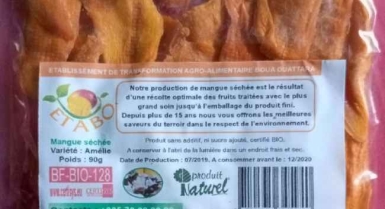 ETABLISSEMENT DE TRANSFORMATION AGRO-ALIMENTAIRE INOUA OUATTARA
Notre production de mangue séchée est le résultat
d'une récolte optimale des fruits traitées avec le plus
grand soin jusqu'à l'emballage du produit fini.
Depuis plus de 15 ans nous vous offrons les meilleures
saveurs du terroir dans le respect de l'environnement.
ETABO
Mangue séchée
Variété : Amélie
Poids : 90g
BF-BIO-128
Produit sans additif, ni sucre ajouté, certifié BIO.
A conserver à l'abri de la lumière dans un endroit frais et sec.
Date de Production : 07/2019. A consommer avant le : 12/2020
produit
Naturel